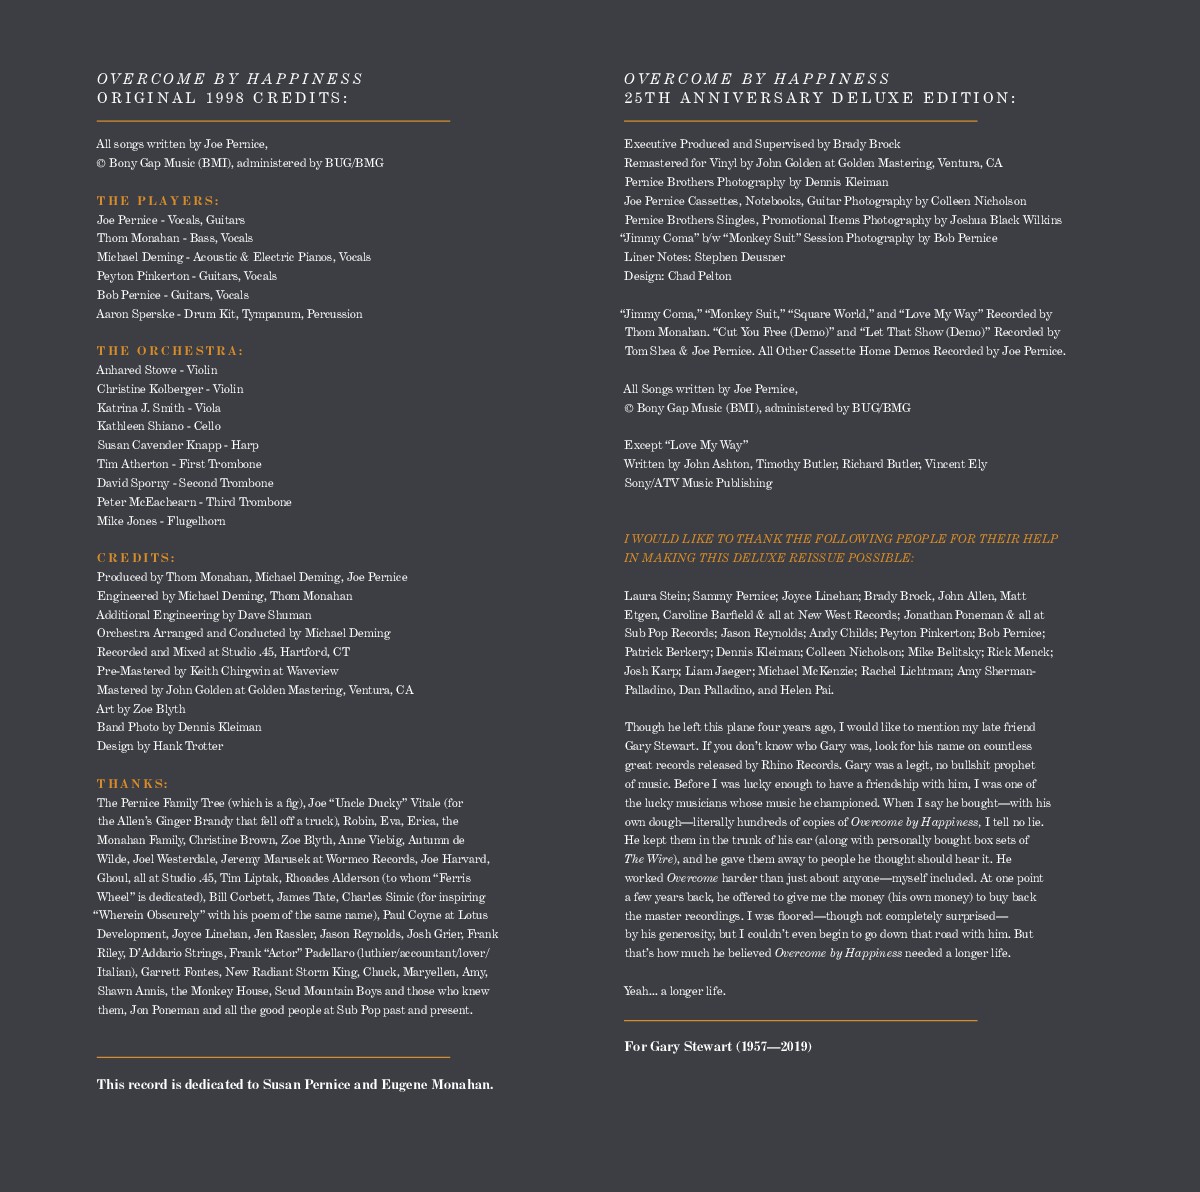 OVERCOME BY HAPPINESS
ORIGINAL 1998 CREDITS:
All songs written by Joe Pernice,
© Bony Gap Music (BMI), administered by BUG/BMG
THE PLAYERS:
Joe Pernice - Vocals, Guitars
Thom Monahan - Bass, Vocals
Michael Deming - Acoustic & Electric Pianos, Vocals
Peyton Pinkerton - Guitars, Vocals
Bob Pernice - Guitars, Vocals
Aaron Sperske - Drum Kit, Tympanum, Percussion
THE ORCHESTRA:
Anhared Stowe - Violin
Christine Kolberger - Violin
Katrina J. Smith - Viola
Kathleen Shiano - Cello
Susan Cavender Knapp - Harp
Tim Atherton - First Trombone
David Sporny - Second Trombone
Peter McEachearn - Third Trombone
Mike Jones - Flugelhorn
CREDITS:
Produced by Thom Monahan, Michael Deming, Joe Pernice
Engineered by Michael Deming, Thom Monahan
Additional Engineering by Dave Shuman
Orchestra Arranged and Conducted by Michael Deming
Recorded and Mixed at Studio .45, Hartford, CT
Pre-Mastered by Keith Chirgwin at Waveview
Mastered by John Golden at Golden Mastering, Ventura, CA
Art by Zoe Blyth
Band Photo by Dennis Kleiman
Design by Hank Trotter
THANKS:
The Pernice Family Tree (which is a fig), Joe “Uncle Ducky” Vitale (for
the Allen’s Ginger Brandy that fell off a truck), Robin, Eva, Erica, the
Monahan Family, Christine Brown, Zoe Blyth, Anne Viebig, Autumn de
Wilde, Joel Westerdale, Jeremy Marusek at Wormco Records, Joe Harvard,
Ghoul, all at Studio .45, Tim Liptak, Rhoades Alderson (to whom “Ferris
Wheel” is dedicated), Bill Corbett, James Tate, Charles Simic (for inspiring
“Wherein Obscurely” with his poem of the same name), Paul Coyne at Lotus
Development, Joyce Linehan, Jen Rassler, Jason Reynolds, Josh Grier, Frank
Riley, D’Addario Strings, Frank “Actor” Padellaro (luthier/accountant/lover/
Italian), Garrett Fontes, New Radiant Storm King, Chuck, Maryellen, Amy,
Shawn Annis, the Monkey House, Scud Mountain Boys and those who knew
them, Jon Poneman and all the good people at Sub Pop past and present.
This record is dedicated to Susan Pernice and Eugene Monahan.
OVERCOME BY HAPPINESS
25TH ANNIVERSARY DELUXE EDITION:
Executive Produced and Supervised by Brady Brock
Remastered for Vinyl by John Golden at Golden Mastering, Ventura, CA
Pernice Brothers Photography by Dennis Kleiman
Joe Pernice Cassettes, Notebooks, Guitar Photography by Colleen Nicholson
Pernice Brothers Singles, Promotional Items Photography by Joshua Black Wilkins
“Jimmy Coma” b/w “Monkey Suit” Session Photography by Bob Pernice
Liner Notes: Stephen Deusner
Design: Chad Pelton
“Jimmy Coma,” “Monkey Suit,” “Square World,” and “Love My Way” Recorded by
Thom Monahan. “Cut You Free (Demo)” and “Let That Show (Demo)” Recorded by
Tom Shea & Joe Pernice. All Other Cassette Home Demos Recorded by Joe Pernice.
All Songs written by Joe Pernice,
© Bony Gap Music (BMI), administered by BUG/BMG
Except “Love My Way”
Written by John Ashton, Timothy Butler, Richard Butler, Vincent Ely
Sony/ATV Music Publishing
I WOULD LIKE TO THANK THE FOLLOWING PEOPLE FOR THEIR HELP
IN MAKING THIS DELUXE REISSUE POSSIBLE:
Laura Stein; Sammy Pernice; Joyce Linehan; Brady Brock, John Allen, Matt
Etgen, Caroline Barfield & all at New West Records; Jonathan Poneman & all at
Sub Pop Records; Jason Reynolds; Andy Childs; Peyton Pinkerton; Bob Pernice;
Patrick Berkery; Dennis Kleiman; Colleen Nicholson; Mike Belitsky; Rick Menck;
Josh Karp; Liam Jaeger; Michael McKenzie; Rachel Lichtman; Amy Sherman-
Palladino, Dan Palladino, and Helen Pai.
Though he left this plane four years ago, I would like to mention my late friend
Gary Stewart. If you don’t know who Gary was, look for his name on countless
great records released by Rhino Records. Gary was a legit, no bullshit prophet
of music. Before I was lucky enough to have a friendship with him, I was one of
the lucky musicians whose music he championed. When I say he bought—with his
own dough—literally hundreds of copies of Overcome by Happiness, I tell no lie.
He kept them in the trunk of his car (along with personally bought box sets of
The Wire), and he gave them away to people he thought should hear it. He
worked Overcome harder than just about anyone—myself included. At one point
a few years back, he offered to give me the money (his own money) to buy back
the master recordings. I was floored—though not completely surprised—
by his generosity, but I couldn’t even begin to go down that road with him. But
that’s how much he believed Overcome by Happiness needed a longer life.
Yeah... a longer life.
For Gary Stewart (1957—2019)